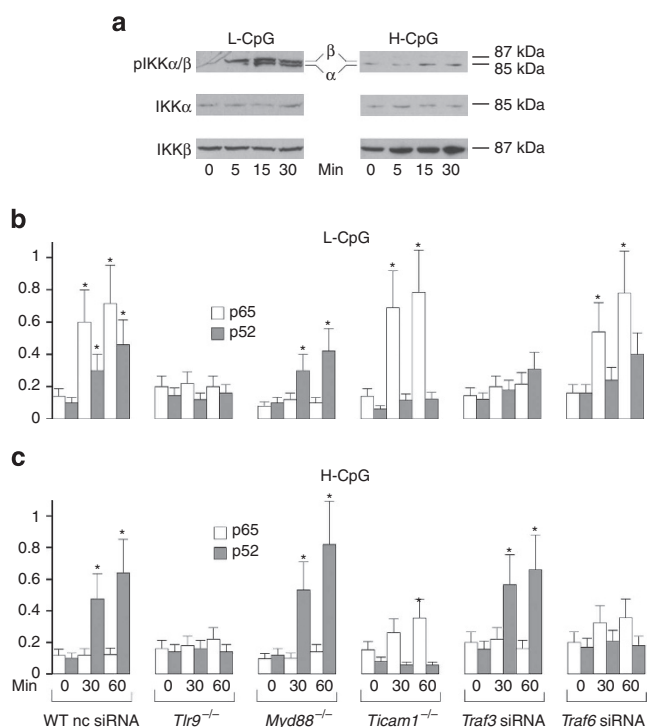 a
L-CpG H-CpG
pIKKα/β β α 87 kDa
85 kDa
IKKα 85 kDa
IKKβ 87 kDa
0 5 15 30 Min 0 5 15 30
b
L-CpG
1
0.8
0.6
0.4
0.2
0
p65
p52
* * * * * * * * * *
c
H-CpG
1
0.8
0.6
0.4
0.2
0
p65
p52
* * * * * * *
Min 0 30 60 0 30 60 0 30 60 0 30 60 0 30 60 0 30 60
WT nc siRNA Tlr9−/− Myd88−/− Ticam1−/− Traf3 siRNA Traf6 siRNA